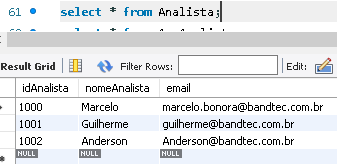 61 select * from Analista;
Result Grid Filter Rows: Edit:
idAnalista nomeAnalista email
1000 Marcelo marcelo.bonora@bandtec.com.br
1001 Guilherme guilherme@bandtec.com.br
1002 Anderson Anderson@bandtec.com.br
NULL NULL NULL